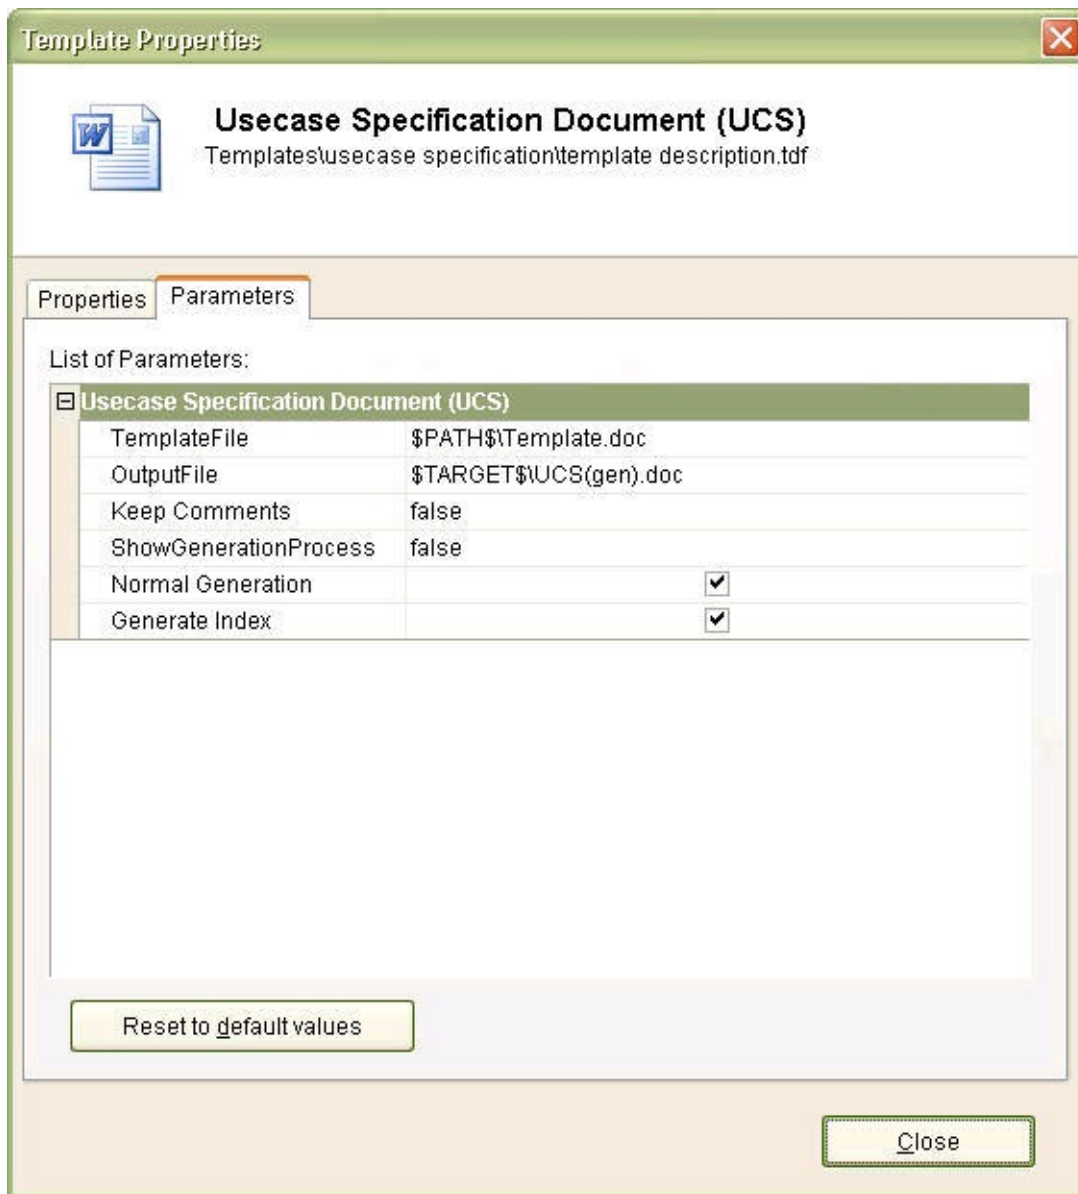 Template Properties
Usecase Specification Document (UCS)
Templates\usecase specification\template description.tdf
Properties Parameters
List of Parameters:
Usecase Specification Document (UCS)
TemplateFile $PATH$\Template.doc
OutputFile $TARGET$\UCS(gen).doc
Keep Comments false
ShowGenerationProcess false
Normal Generation
Generate Index
Reset to default values
Close